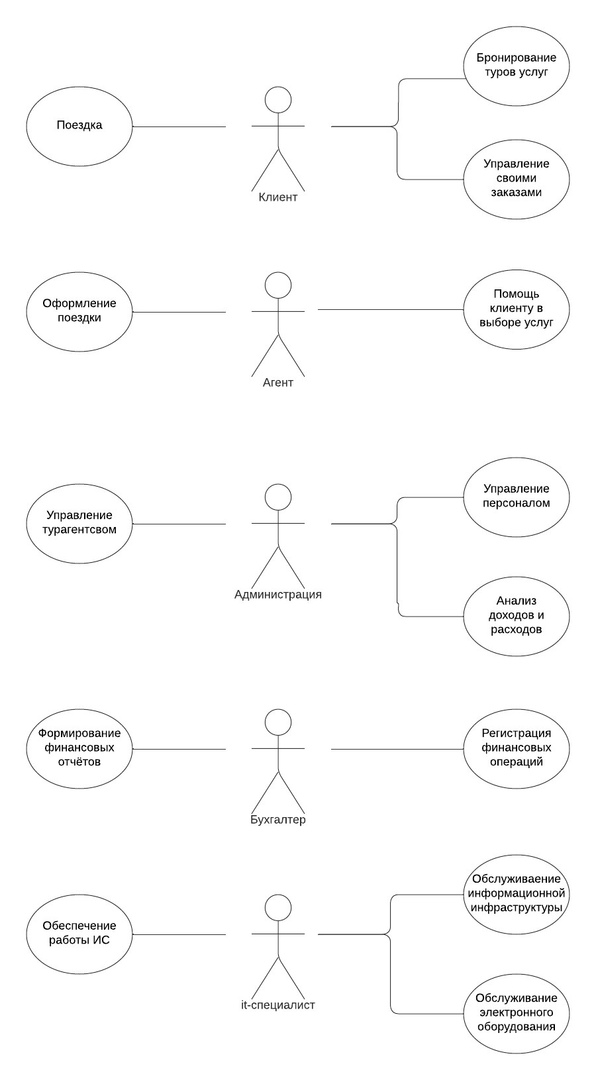 Бронирование
туров услуг
Поездка
Управление
своими
заказами
Клиент
Оформление
поездки
Помощь
клиенту в
выборе услуг
Агент
Управление
турагентсвом
Управление
персоналом
Администрация
Анализ
доходов и
расходов
Формирование
финансовых
отчётов
Регистрация
финансовых
операций
Бухгалтер
Обслуживаение
информационной
инфраструктуры
Обеспечение
работы ИС
it-специалист
Обслуживание
электронного
оборудования